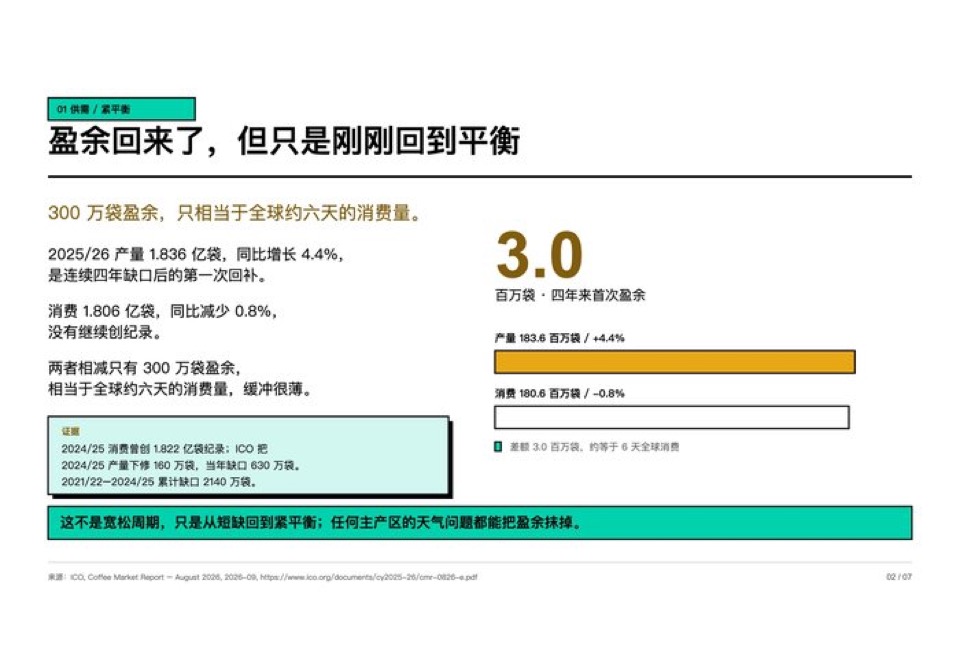 01 供需 / 紧平衡
盈余回来了，但只是刚刚回到平衡
300 万袋盈余，只相当于全球约六天的消费量。
2025/26 产量 1.836 亿袋，同比增长 4.4%，
是连续四年缺口后的第一次回补。
消费 1.806 亿袋，同比减少 0.8%，
没有继续创纪录。
两者相减只有 300 万袋盈余，
相当于全球约六天的消费量，缓冲很薄。
证据
2024/25 消费曾创 1.822 亿袋纪录；ICO 把
2024/25 产量下修 160 万袋，当年缺口 630 万袋。
2021/22—2024/25 累计缺口 2140 万袋。
3.0
百万袋 · 四年来首次盈余
产量 183.6 百万袋 / +4.4%
消费 180.6 百万袋 / −0.8%
差额 3.0 百万袋，约等于 6 天全球消费
这不是宽松周期，只是从短缺回到紧平衡；任何主产区的天气问题都能把盈余抹掉。
来源：ICO, Coffee Market Report — August 2026, 2026-09, https://www.ico.org/documents/cy2025-26/cmr-0826-e.pdf
02 / 07